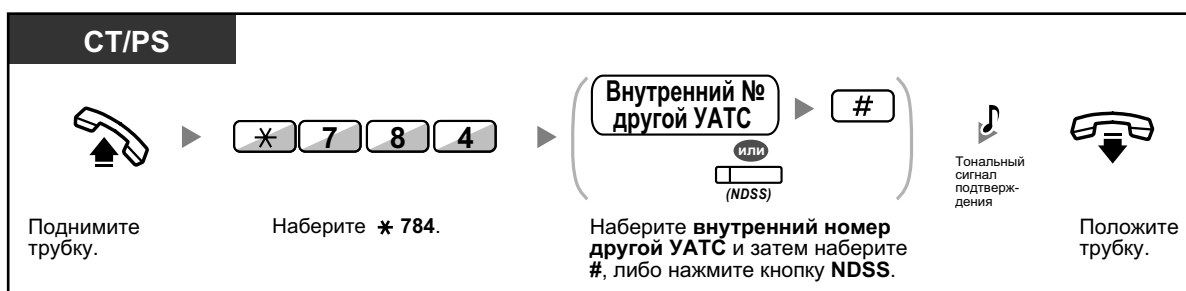 CT/PS
Внутренний №
другой УАТС
#
или
(NDSS)
7 8 4
Тональный
сигнал
подтверж-
дения
Поднимите
трубку.
Наберите 784.
Наберите внутренний номер
другой УАТС и затем наберите
#, либо нажмите кнопку NDSS.
Положите
трубку.